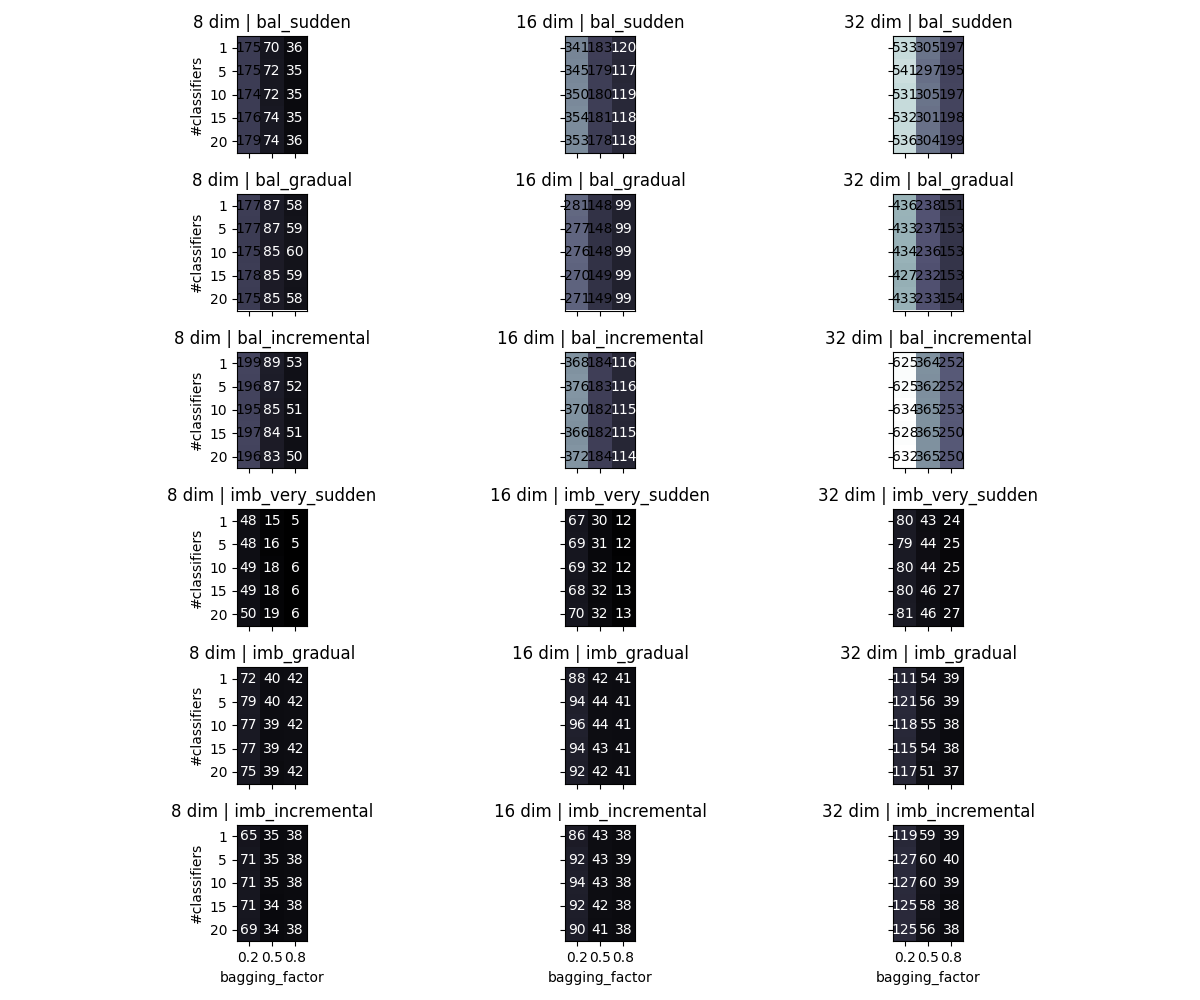 8 dim | bal_sudden 16 dim | bal_sudden 32 dim | bal_sudden
1 175 70 36 341 183 120 533 305 197
5 175 72 35 345 179 117 541 297 195
#classifiers
10 174 72 35 350 180 119 531 305 197
15 176 74 35 354 181 118 532 301 198
20 179 74 36 353 178 118 536 304 199
8 dim | bal_gradual 16 dim | bal_gradual 32 dim | bal_gradual
1 177 87 58 281 148 99 436 238 151
5 177 87 59 277 148 99 433 237 153
#classifiers
10 175 85 60 276 148 99 434 236 153
15 178 85 59 270 149 99 427 232 153
20 175 85 58 271 149 99 433 233 154
8 dim | bal_incremental 16 dim | bal_incremental 32 dim | bal_incremental
1 199 89 53 368 184 116 625 364 252
5 196 87 52 376 183 116 625 362 252
#classifiers
10 195 85 51 370 182 115 634 365 253
15 197 84 51 366 182 115 628 365 250
20 196 83 50 372 184 114 632 365 250
8 dim | imb_very_sudden 16 dim | imb_very_sudden 32 dim | imb_very_sudden
1 48 15 5 67 30 12 80 43 24
5 48 16 5 69 31 12 79 44 25
#classifiers
10 49 18 6 69 32 12 80 44 25
15 49 18 6 68 32 13 80 46 27
20 50 19 6 70 32 13 81 46 27
8 dim | imb_gradual 16 dim | imb_gradual 32 dim | imb_gradual
1 72 40 42 88 42 41 111 54 39
5 79 40 42 94 44 41 121 56 39
#classifiers
10 77 39 42 96 44 41 118 55 38
15 77 39 42 94 43 41 115 54 38
20 75 39 42 92 42 41 117 51 37
8 dim | imb_incremental 16 dim | imb_incremental 32 dim | imb_incremental
1 65 35 38 86 43 38 119 59 39
5 71 35 38 92 43 39 127 60 40
#classifiers
10 71 35 38 94 43 38 127 60 39
15 71 34 38 92 42 38 125 58 38
20 69 34 38 90 41 38 125 56 38
0.2 0.5 0.8 0.2 0.5 0.8 0.2 0.5 0.8
bagging_factor bagging_factor bagging_factor